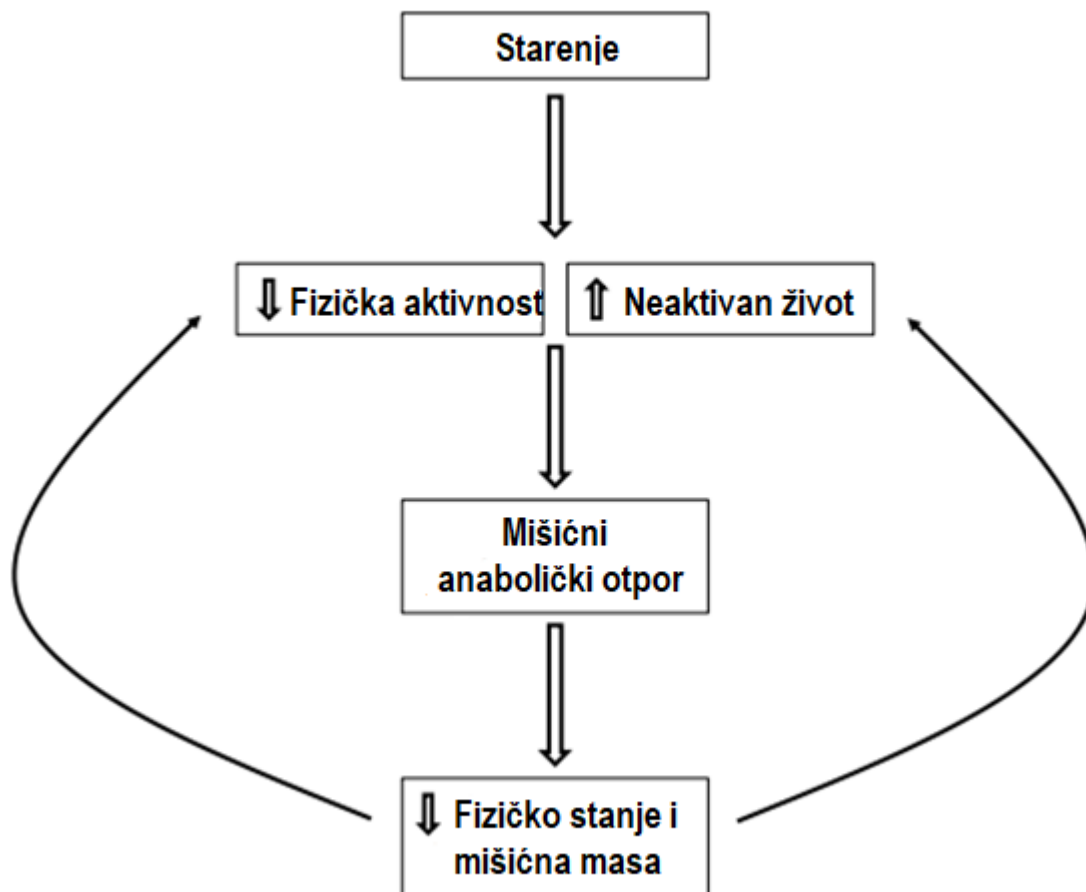 Starenje
Fizička aktivnost
Neaktivan život
Mišićni
anabolički otpor
Fizičko stanje i
mišićna masa